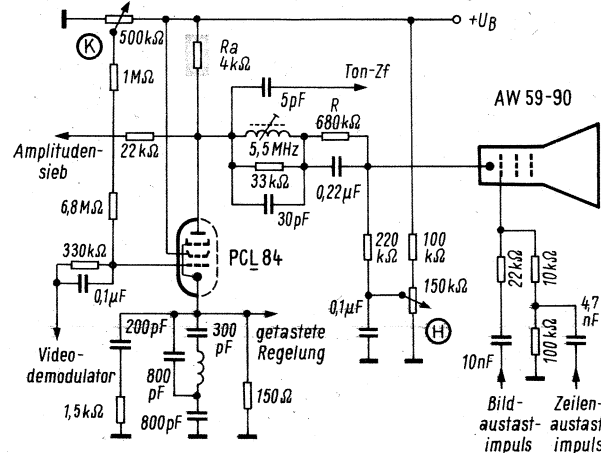 +U_B
K
500kΩ
Ra
4kΩ
1MΩ
Ton-Zf
5pF
R
680kΩ
AW 59-90
Amplituden-
sieb
22kΩ
5,5MHz
33kΩ
0,22µF
30pF
6,8MΩ
PCL84
330kΩ
0,1µF
220
kΩ
100
kΩ
150kΩ
22kΩ
10kΩ
4,7
nF
0,1µF
H
200pF
300
pF
getastete
Regelung
Video-
demodulator
800
pF
100kΩ
10nF
1,5kΩ
800pF
150Ω
Bild-
austast-
impuls
Zeilen-
austast-
impuls